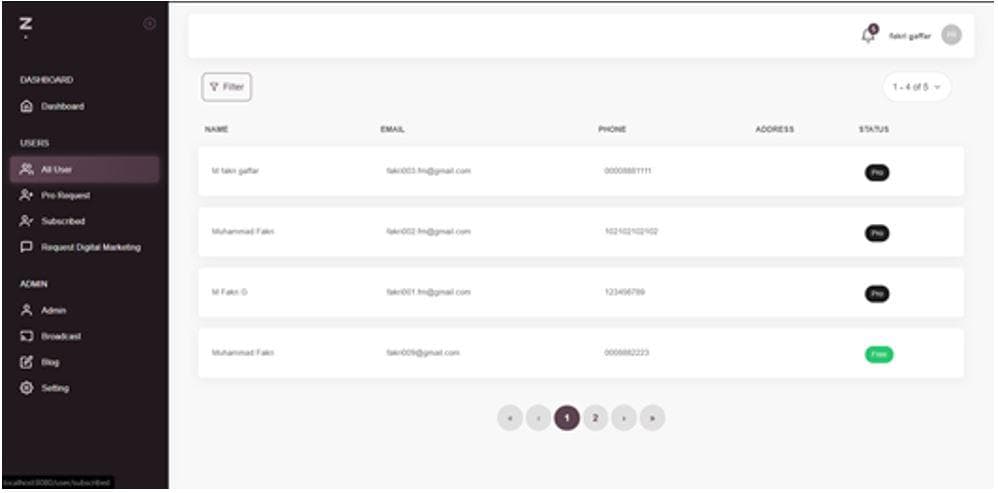 Z
5
fakri gaffar
DASHBOARD
Dashboard
USERS
All User
Pro Request
Subscribed
Request Digital Marketing
ADMIN
Admin
Broadcast
Blog
Setting
localhost:8080/user/subscribed
Filter
1 - 4 of 5
NAME EMAIL PHONE ADDRESS STATUS
M fakri gaffar fakri003.fm@gmail.com 00008881111 Pro
Muhammad Fakri fakri002.fm@gmail.com 102102102102 Pro
M Fakri G fakri001.fm@gmail.com 123456789 Pro
Muhammad Fakri fakri009@gmail.com 0008882223 Free
« ‹ 1 2 › »